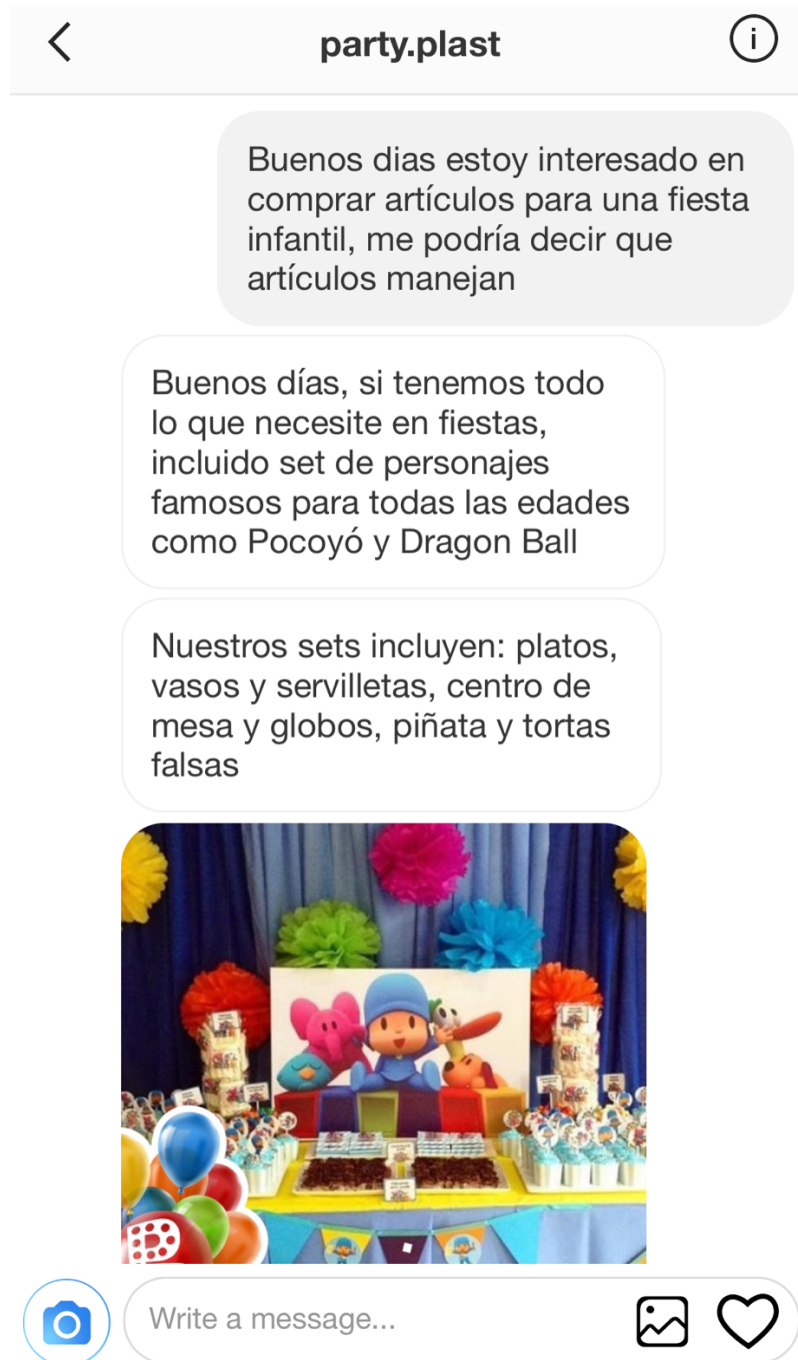 party.plast
Buenos dias estoy interesado en
comprar artículos para una fiesta
infantil, me podría decir que
artículos manejan
Buenos días, si tenemos todo
lo que necesite en fiestas,
incluido set de personajes
famosos para todas las edades
como Pocoyó y Dragon Ball
Nuestros sets incluyen: platos,
vasos y servilletas, centro de
mesa y globos, piñata y tortas
falsas
Write a message...